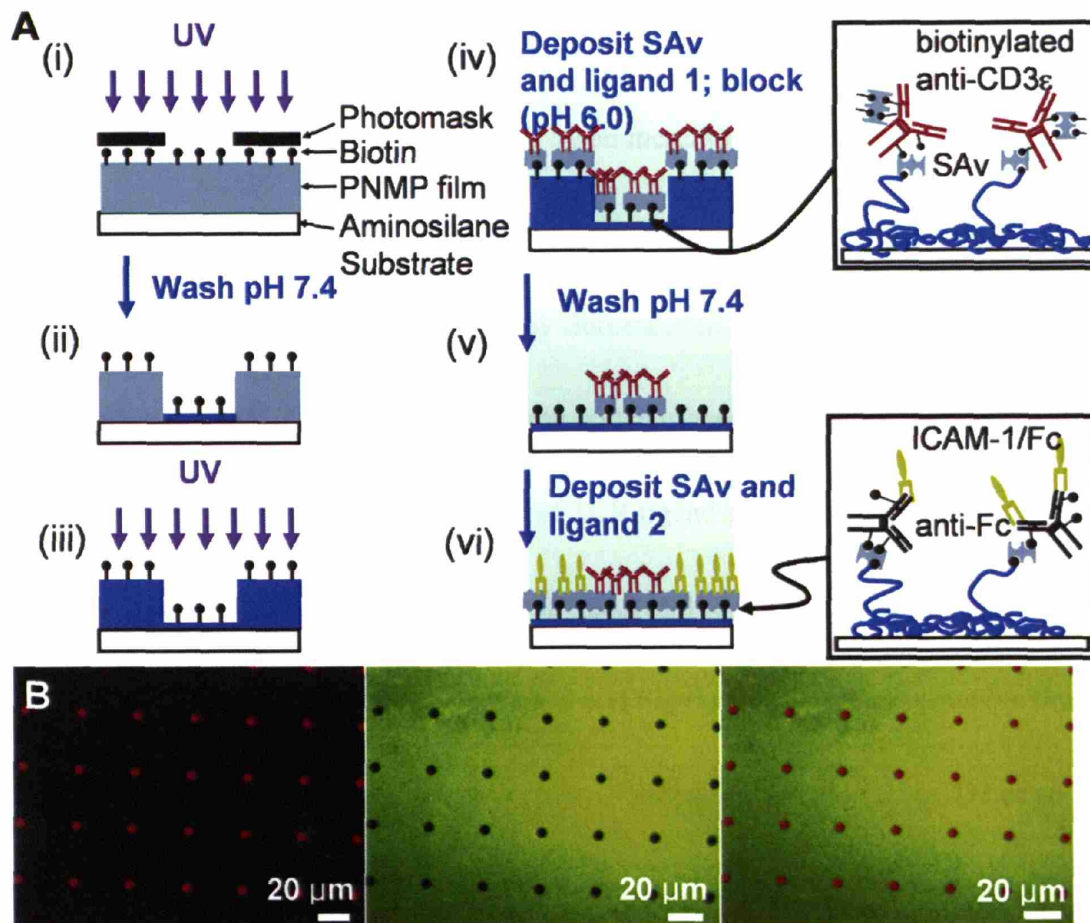 A
(i)
UV
Photomask
Biotin
PNMP film
Aminosilane
Substrate
Wash pH 7.4
(ii)
UV
(iii)
(iv)
Deposit SAv
and ligand 1; block
(pH 6.0)
biotinylated
anti-CD3ε
SAv
Wash pH 7.4
(v)
Deposit SAv and
ligand 2
(vi)
ICAM-1/Fc
anti-Fc
B
20 µm
20 µm
20 µm